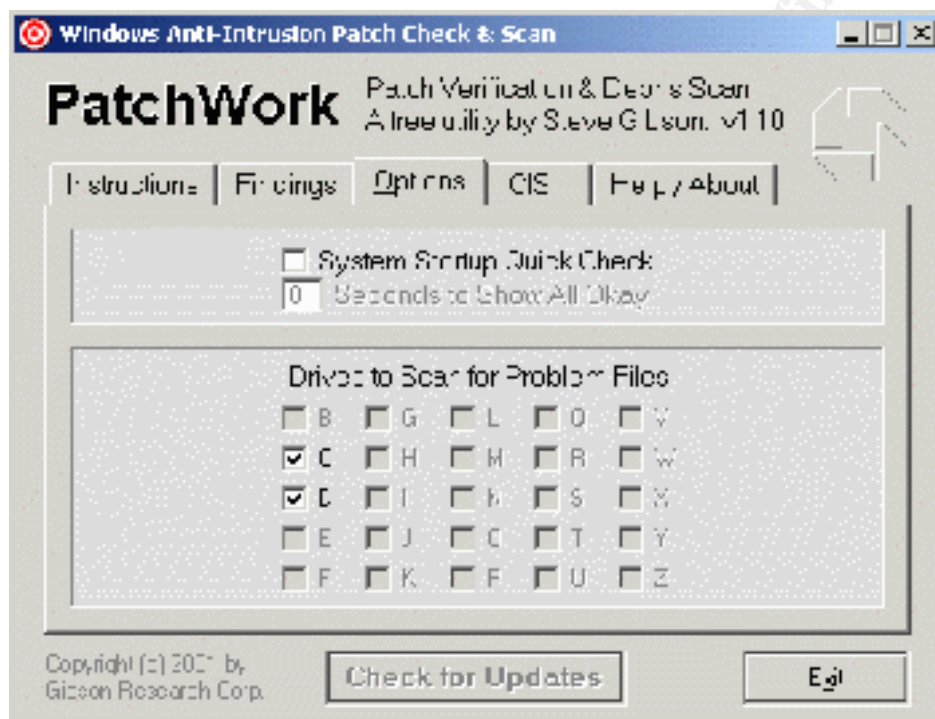 Windows Anti-Intrusion Patch Check & Scan
PatchWork
Patch Verification & Debris Scan
A free utility by Steve Gibson. v1.10
Instructions
Findings
Options
CIS
Help / About
System Startup Quick Check
0 Seconds to Show All Okay
Drives to Scan for Problem Files
B G L Q V
C H M R W
D I N S X
E J O T Y
F K P U Z
Copyright (c) 2001 by
Gibson Research Corp.
Check for Updates
Exit